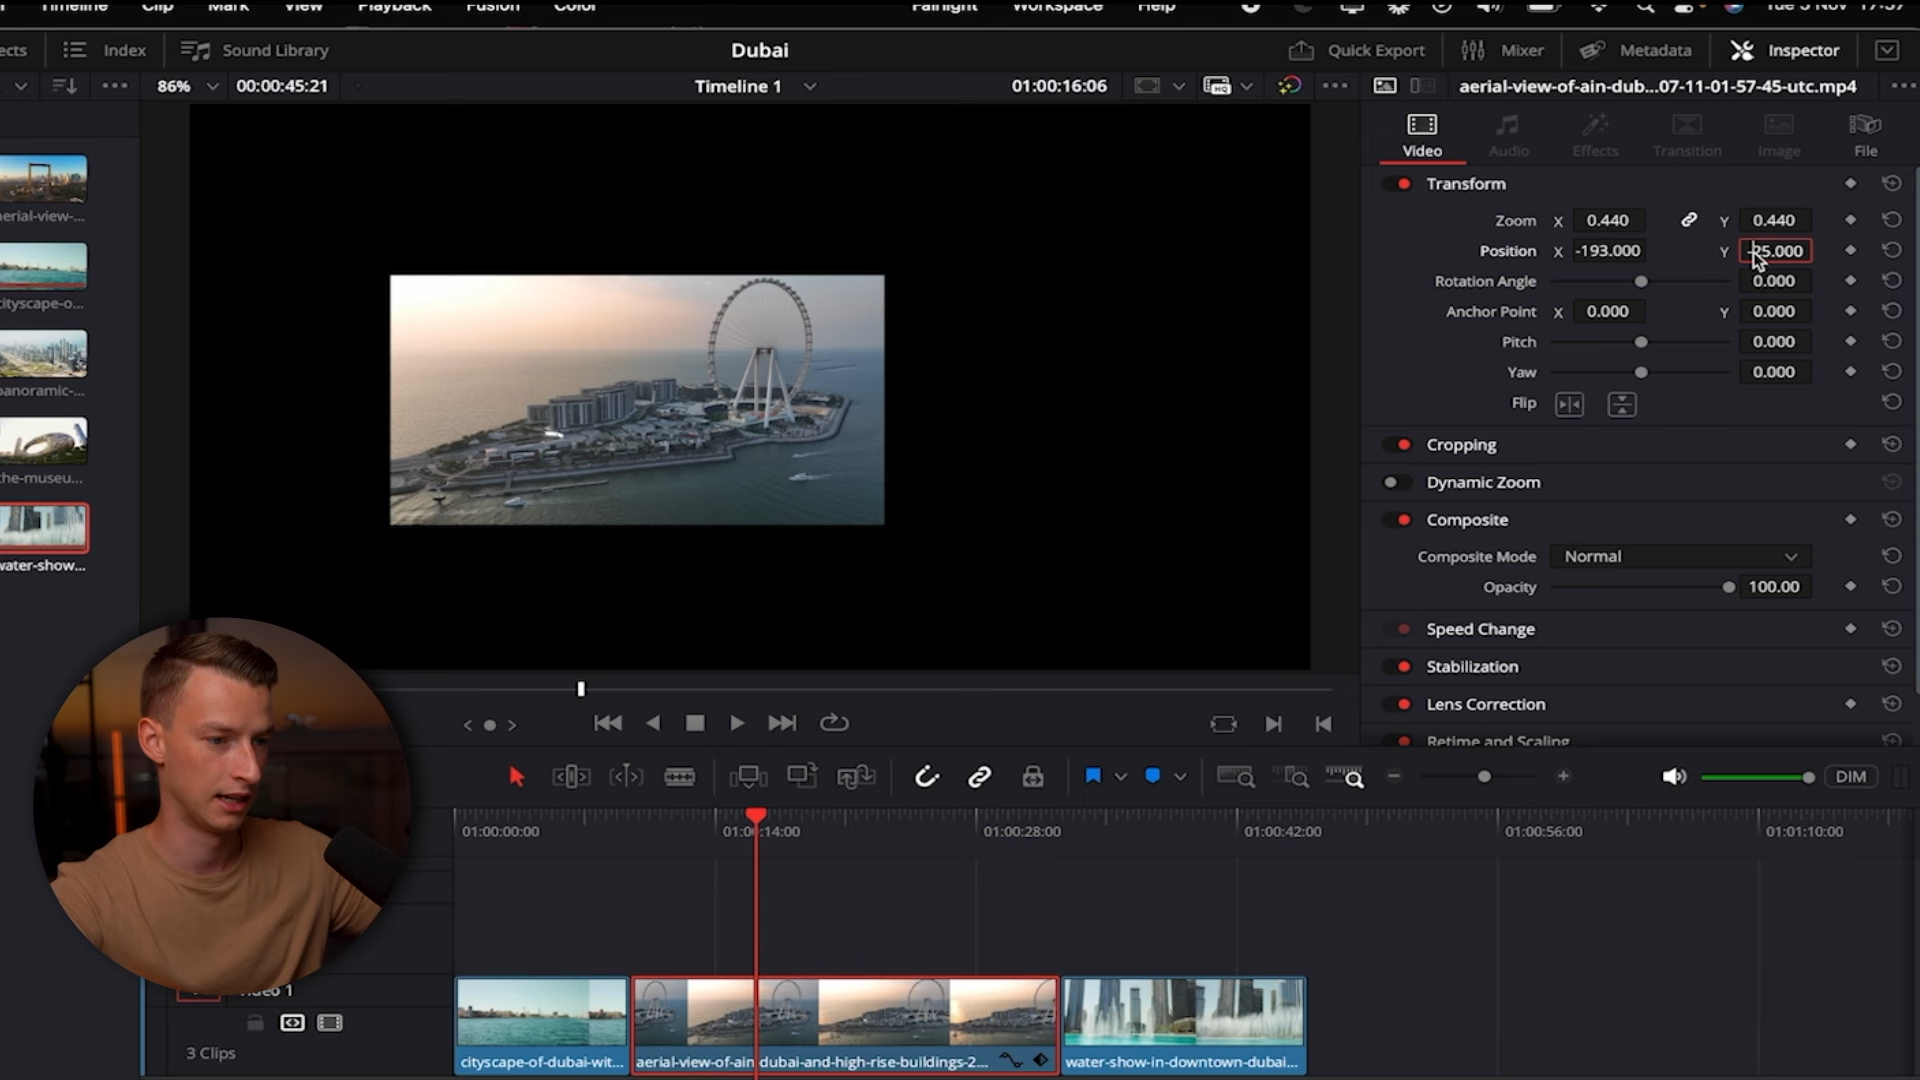 Timeline Clip Mark View Playback Fusion Color Fairlight Workspace Help Tue 5 Nov 17:37
ects Index Sound Library Dubai Quick Export Mixer Metadata Inspector
86% 00:00:45:21 Timeline 1 01:00:16:06 HQ aerial-view-of-ain-dub...07-11-01-57-45-utc.mp4
Video Audio Effects Transition Image File
Transform
Zoom X 0.440 Y 0.440
Position X -193.000 Y -25.000
Rotation Angle 0.000
Anchor Point X 0.000 Y 0.000
Pitch 0.000
Yaw 0.000
Flip
Cropping
Dynamic Zoom
Composite
Composite Mode Normal
Opacity 100.00
Speed Change
Stabilization
Lens Correction
Retime and Scaling
aerial-view-...
cityscape-o...
panoramic-...
the-museu...
water-show...
DIM
01:00:00:00 01:00:14:00 01:00:28:00 01:00:42:00 01:00:56:00 01:01:10:00
Video 1
3 Clips
cityscape-of-dubai-wit... aerial-view-of-ain-dubai-and-high-rise-buildings-2... water-show-in-downtown-dubai...